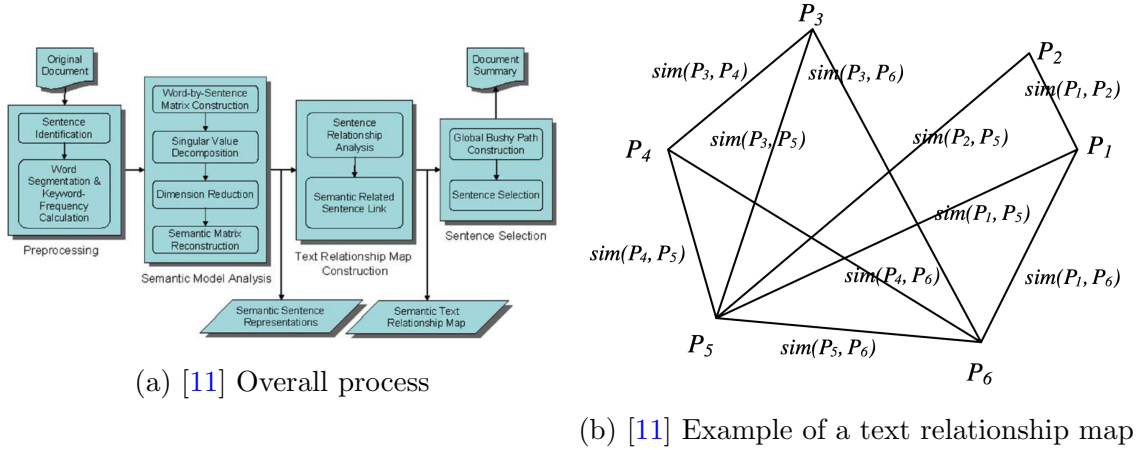 Original
Document
Sentence
Identification
Word
Segmentation &
Keyword-
Frequency
Calculation
Preprocessing
Word-by-Sentence
Matrix Construction
Singular Value
Decomposition
Dimension Reduction
Semantic Matrix
Reconstruction
Semantic Model Analysis
Sentence
Relationship
Analysis
Semantic Related
Sentence Link
Text Relationship Map
Construction
Document
Summary
Global Bushy Path
Construction
Sentence Selection
Sentence Selection
Semantic Sentence
Representations
Semantic Text
Relationship Map
(a) [11] Overall process
P3
P2
sim(P3, P4)
sim(P3, P6)
sim(P1, P2)
P4
sim(P3, P5)
sim(P2, P5)
P1
sim(P1, P5)
sim(P4, P5)
sim(P4, P6)
sim(P1, P6)
P5
sim(P5, P6)
P6
(b) [11] Example of a text relationship map